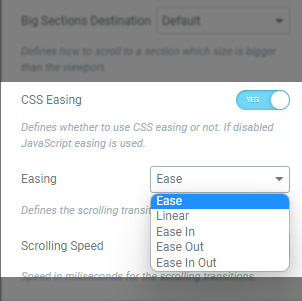 Big Sections Destination Default
Defines how to scroll to a section which size is bigger
than the viewport.
CSS Easing YES
Defines whether to use CSS easing or not. If disabled
JavaScript easing is used.
Easing Ease
Ease
Linear
Defines the scrolling transit
Ease In
Ease Out
Scrolling Speed
Ease In Out
Speed in miliseconds for the scrolling transitions.